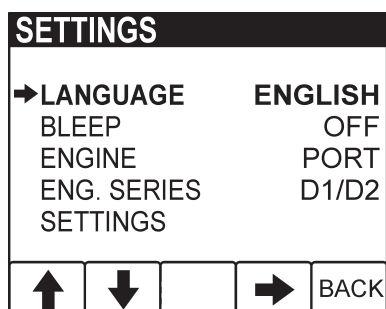 SETTINGS
LANGUAGE ENGLISH
BLEEP OFF
ENGINE PORT
ENG. SERIES D1/D2
SETTINGS
BACK